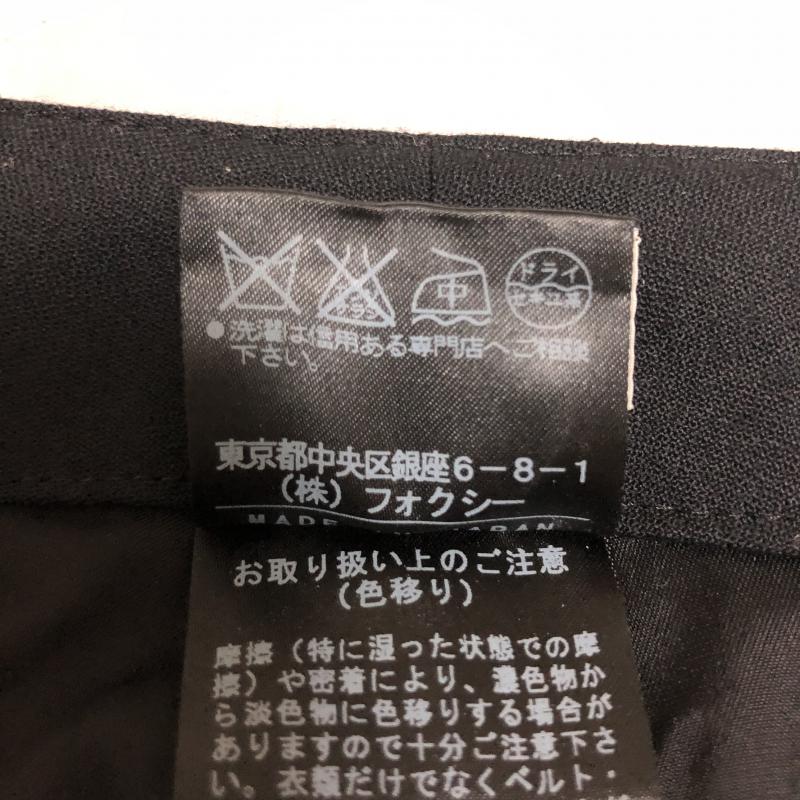 中
ドライ
●洗濯は信用ある専門店へご相談
下さい。
東京都中央区銀座6-8-1
(株) フォクシー
MADE IN JAPAN
お取り扱い上のご注意
(色移り)
摩擦 (特に湿った状態での摩
擦) や密着により、濃色物か
ら淡色物に色移りする場合が
ありますので十分ご注意下さ
い。衣類だけでなくベルト・